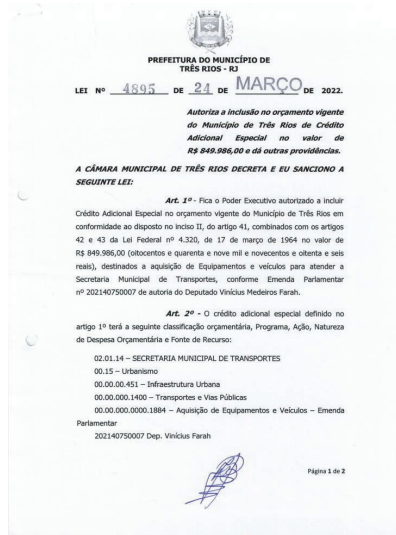 PREFEITURA DO MUNICÍPIO DE
TRÊS RIOS - RJ
LEI Nº 4895 DE 24 DE MARÇO DE 2022.
Autoriza a inclusão no orçamento vigente
do Município de Três Rios de Crédito
Adicional Especial no valor de
R$ 849.986,00 e dá outras providências.
A CÂMARA MUNICIPAL DE TRÊS RIOS DECRETA E EU SANCIONO A
SEGUINTE LEI:
Art. 1º - Fica o Poder Executivo autorizado a incluir
Crédito Adicional Especial no orçamento vigente do Município de Três Rios em
conformidade ao disposto no inciso II, do artigo 41, combinados com os artigos
42 e 43 da Lei Federal nº 4.320, de 17 de março de 1964 no valor de
R$ 849.986,00 (oitocentos e quarenta e nove mil e novecentos e oitenta e seis
reais), destinados a aquisição de Equipamentos e veículos para atender a
Secretaria Municipal de Transportes, conforme Emenda Parlamentar
nº 202140750007 de autoria do Deputado Vinícius Medeiros Farah.
Art. 2º - O crédito adicional especial definido no
artigo 1º terá a seguinte classificação orçamentária, Programa, Ação, Natureza
de Despesa Orçamentária e Fonte de Recurso:
02.01.14 – SECRETARIA MUNICIPAL DE TRANSPORTES
00.15 – Urbanismo
00.00.00.451 – Infraestrutura Urbana
00.00.000.1400 – Transportes e Vias Públicas
00.00.000.0000.1884 – Aquisição de Equipamentos e Veículos – Emenda
Parlamentar
202140750007 Dep. Vinícius Farah
Página 1 de 2